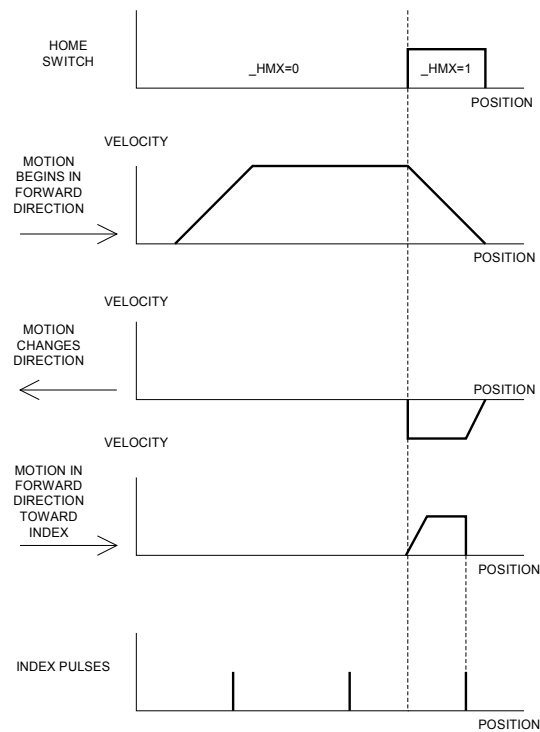 HOME
SWITCH
_HMX=0
_HMX=1
POSITION
VELOCITY
MOTION
BEGINS IN
FORWARD
DIRECTION
POSITION
VELOCITY
MOTION
CHANGES
DIRECTION
POSITION
VELOCITY
MOTION IN
FORWARD
DIRECTION
TOWARD
INDEX
POSITION
INDEX PULSES
POSITION